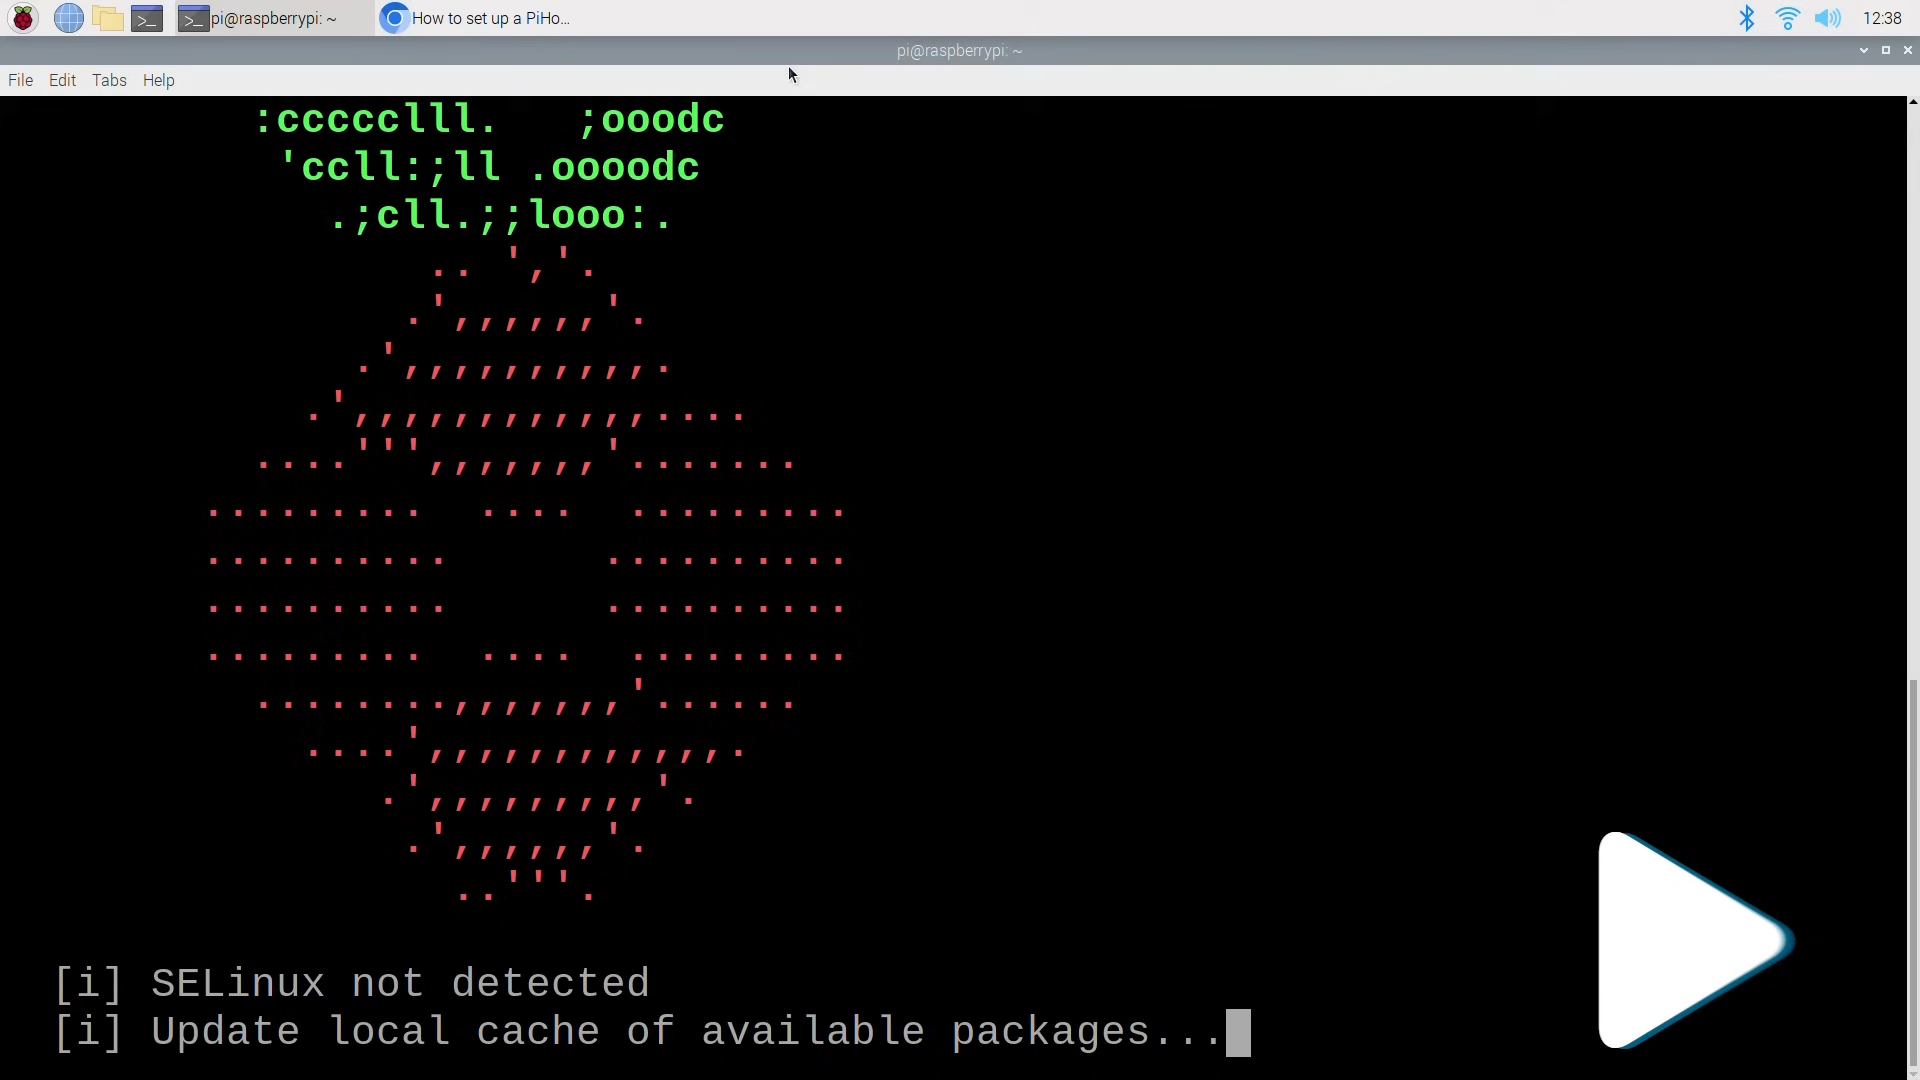 pi@raspberrypi: ~
How to set up a PiHo...
12:38
pi@raspberrypi: ~
File Edit Tabs Help
:ccccclll.   ;ooodc
'ccll:;ll .oooodc
.;cll.;;looo:.
.. ','.
.',,,,,,'.
.',,,,,,,,,,.
.',,,,,,,,,,,,....
....''',,,,,,,'.......
.........   ....   .........
..........       ..........
..........       ..........
.........   ....   .........
........,,,,,,,'......
....',,,,,,,,,,,,.
.',,,,,,,,,'.
.',,,,,,'.
..'''.
[i] SELinux not detected
[i] Update local cache of available packages...